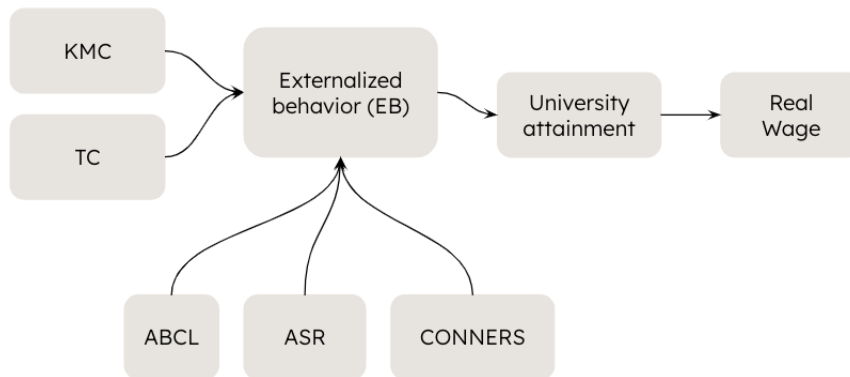 KMC
TC
Externalized
behavior (EB)
University
attainment
Real
Wage
ABCL
ASR
CONNERS